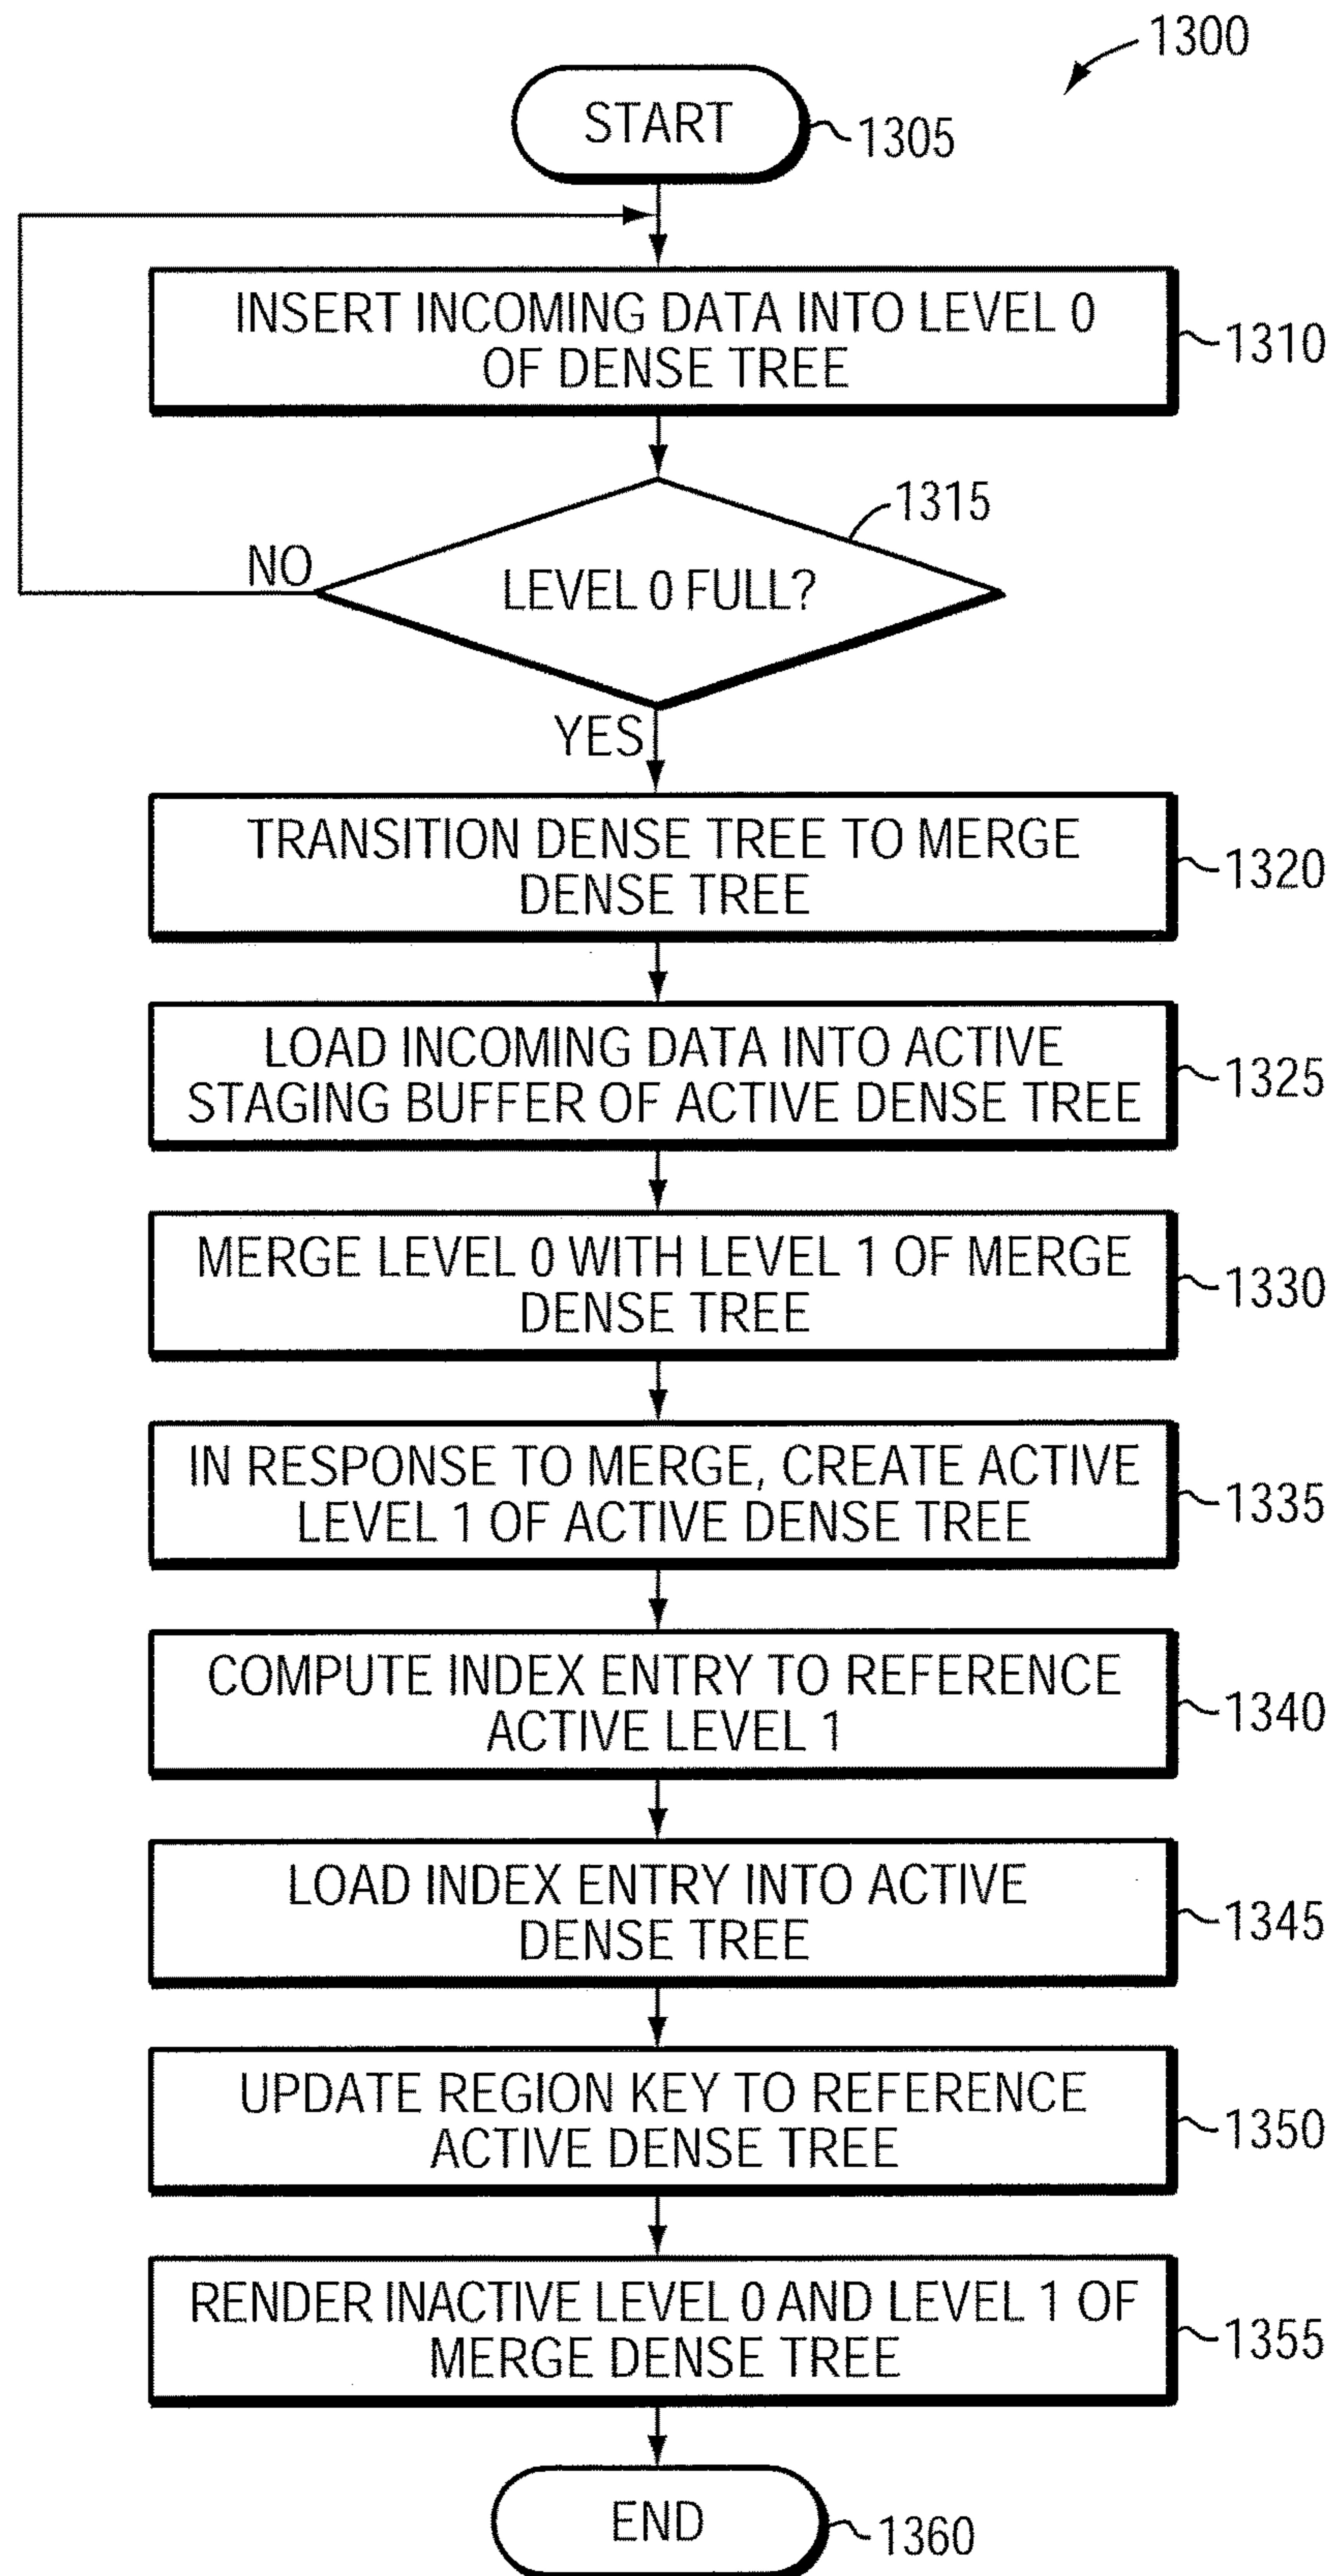 1300
START
1305
INSERT INCOMING DATA INTO LEVEL 0
OF DENSE TREE
1310
1315
LEVEL 0 FULL?
NO
YES
TRANSITION DENSE TREE TO MERGE
DENSE TREE
1320
LOAD INCOMING DATA INTO ACTIVE
STAGING BUFFER OF ACTIVE DENSE TREE
1325
MERGE LEVEL 0 WITH LEVEL 1 OF MERGE
DENSE TREE
1330
IN RESPONSE TO MERGE, CREATE ACTIVE
LEVEL 1 OF ACTIVE DENSE TREE
1335
COMPUTE INDEX ENTRY TO REFERENCE
ACTIVE LEVEL 1
1340
LOAD INDEX ENTRY INTO ACTIVE
DENSE TREE
1345
UPDATE REGION KEY TO REFERENCE
ACTIVE DENSE TREE
1350
RENDER INACTIVE LEVEL 0 AND LEVEL 1 OF
MERGE DENSE TREE
1355
END
1360